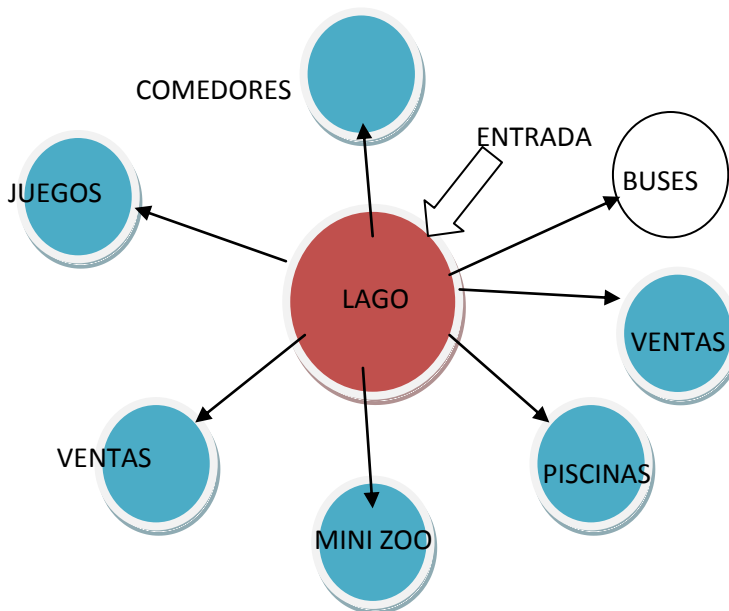 COMEDORES
ENTRADA
JUEGOS
BUSES
LAGO
VENTAS
VENTAS
PISCINAS
MINI ZOO